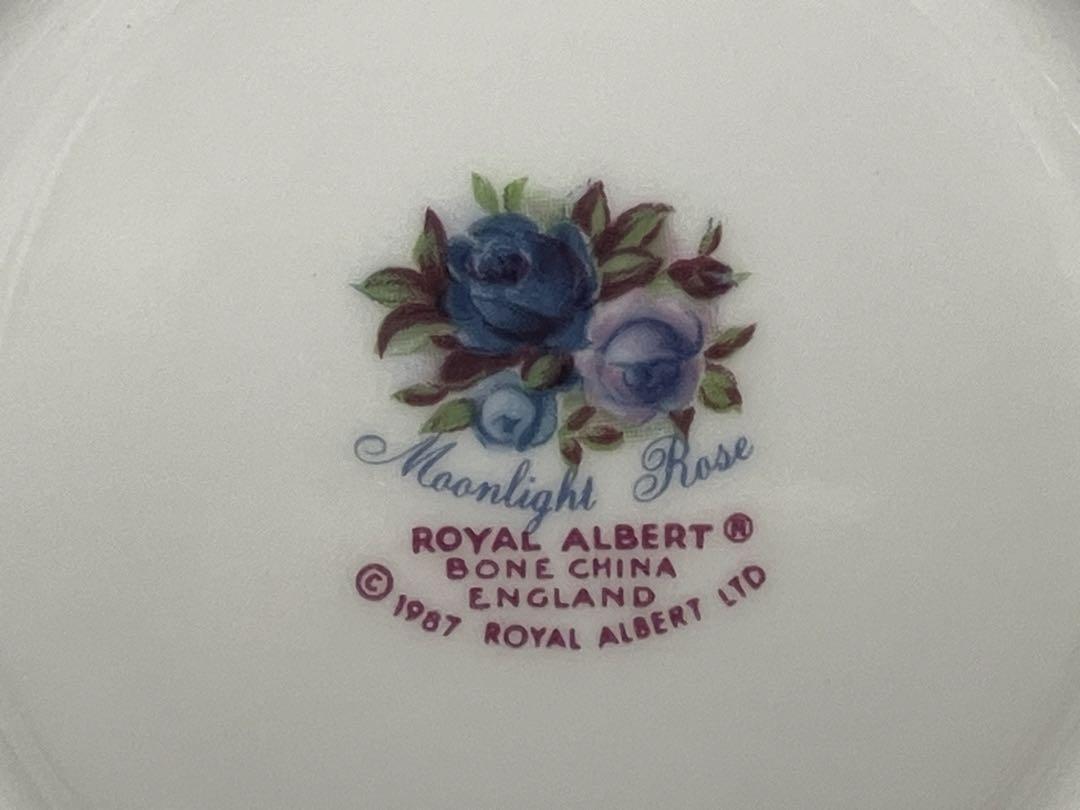 Moonlight Rose
ROYAL ALBERT ®
BONE CHINA
ENGLAND
© 1987 ROYAL ALBERT LTD